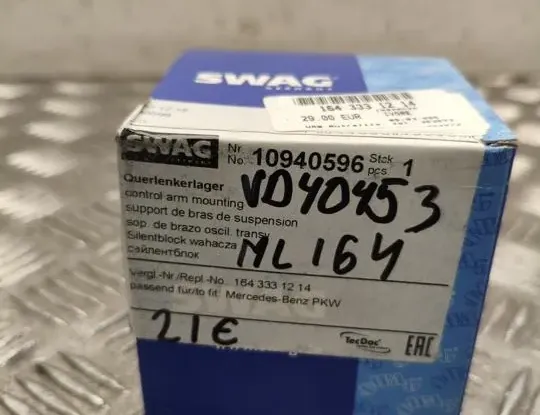 SWAG
GERMANY
164 333 12 14
29.00 EUR
SWAG
Nr
No. 10940596 Stck
pcs. 1
Querlenkerlager
control arm mounting
support de bras de suspension
sop. de brazo oscil. transv.
Silentblock wahacza
сайлентблок
VD40453
ML164
Vergl.-Nr./Repl.-No.: 164 333 12 14
passend für/to fit: Mercedes-Benz PKW
21€
TecDoc
EAC